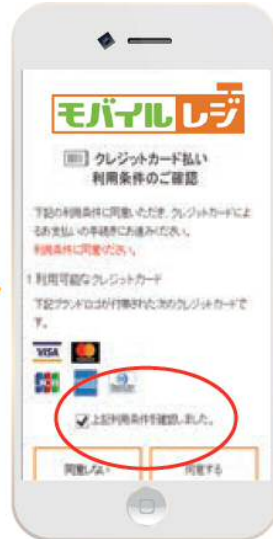 モバイルレジ
クレジットカード払い
利用条件のご確認
下記の利用条件に同意いただき、クレジットカードによ
るお支払いの手続きにお進みください。
利用条件に同意ください。
1 利用可能なクレジットカード
下記ブランドロゴが付帯された次のクレジットカードで
す。
VISA
JCB
上記利用条件を確認しました。
同意しない
同意する